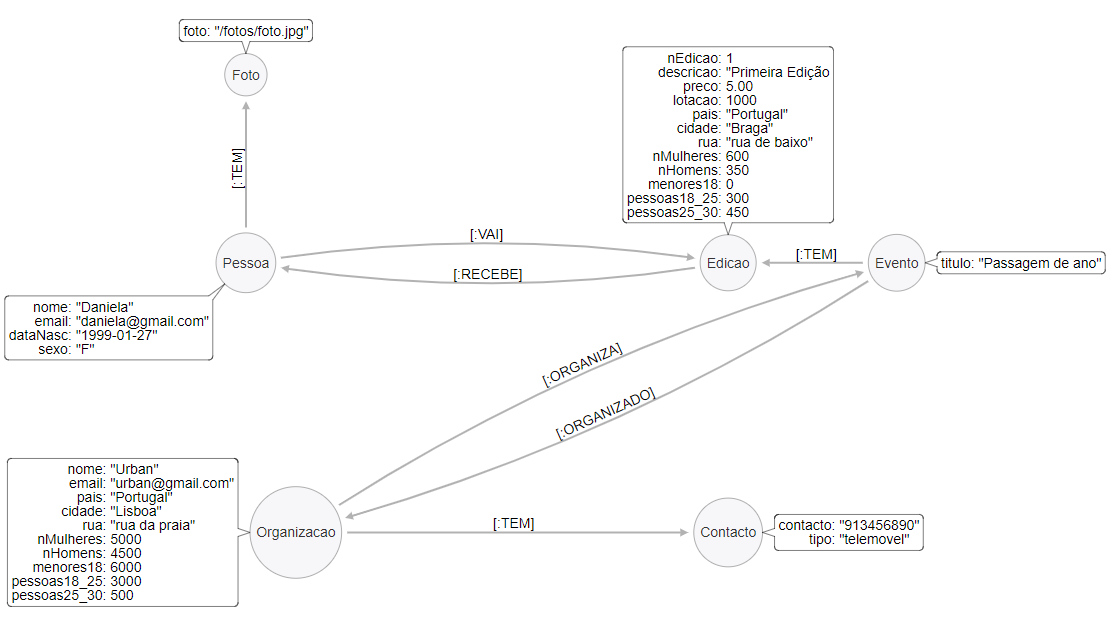 foto: "/fotos/foto.jpg"
Foto
[:TEM]
nEdicao: 1
descricao: "Primeira Edição
preco: 5.00
lotacao: 1000
pais: "Portugal"
cidade: "Braga"
rua: "rua de baixo"
nMulheres: 600
nHomens: 350
menores18: 0
pessoas18_25: 300
pessoas25_30: 450
[:VAI]
Pessoa
[:RECEBE]
Edicao
[:TEM]
Evento
titulo: "Passagem de ano"
nome: "Daniela"
email: "daniela@gmail.com"
dataNasc: "1999-01-27"
sexo: "F"
[:ORGANIZA]
[:ORGANIZADO]
nome: "Urban"
email: "urban@gmail.com"
pais: "Portugal"
cidade: "Lisboa"
rua: "rua da praia"
nMulheres: 5000
nHomens: 4500
menores18: 6000
pessoas18_25: 3000
pessoas25_30: 500
Organizacao
[:TEM]
Contacto
contacto: "913456890"
tipo: "telemovel"